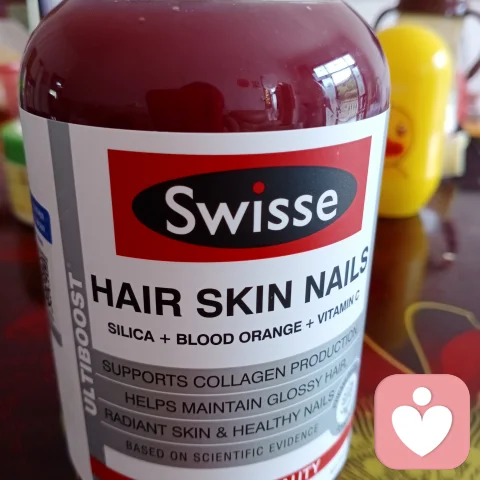 Swisse
HAIR SKIN NAILS
SILICA + BLOOD ORANGE + VITAMIN C
SUPPORTS COLLAGEN PRODUCTION
HELPS MAINTAIN GLOSSY HAIR,
RADIANT SKIN & HEALTHY NAILS
BASED ON SCIENTIFIC EVIDENCE
ULTIBOOST